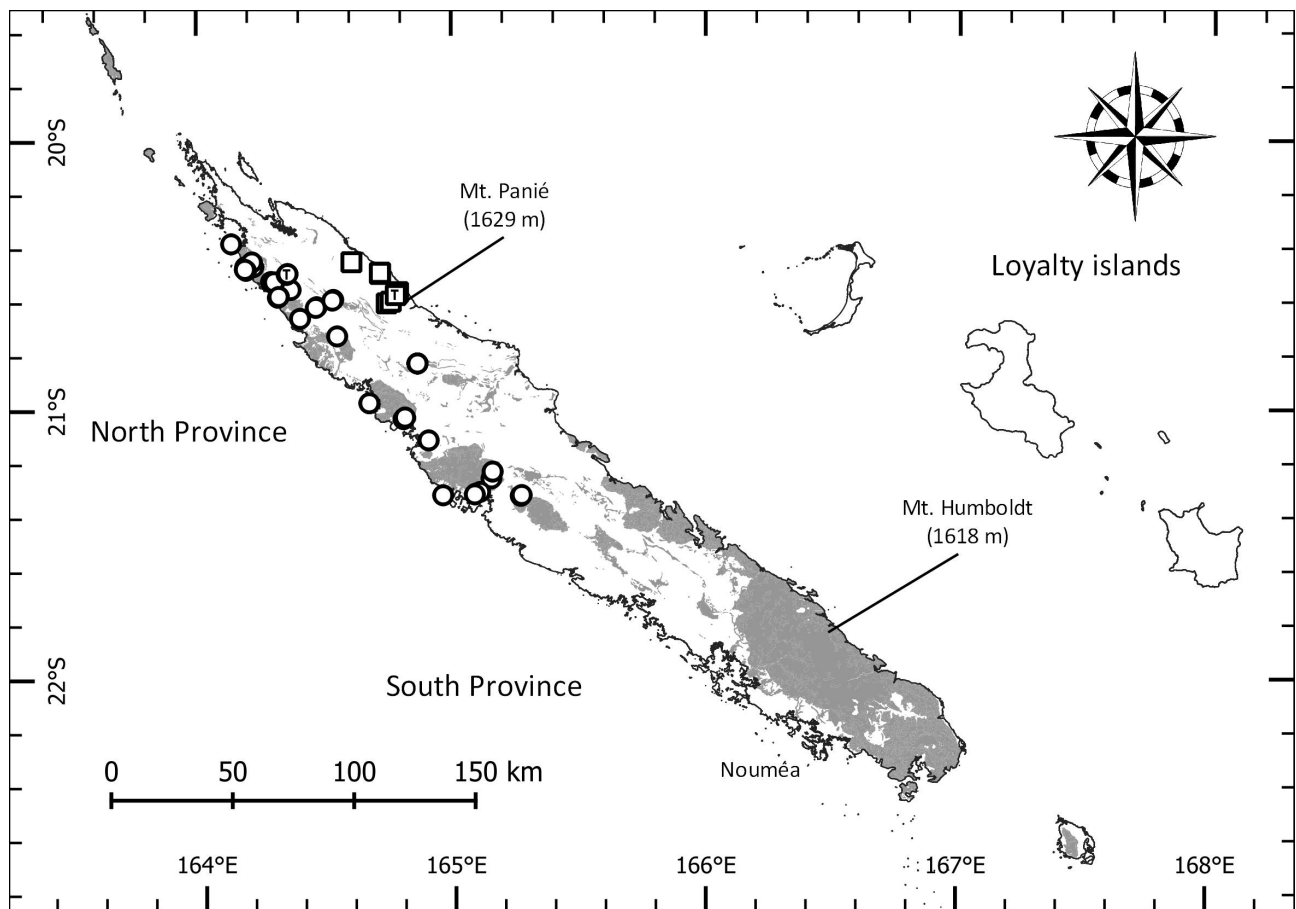 20°S
Mt. Panié
(1629 m)
Loyalty islands
T
T
21°S
North Province
Mt. Humboldt
(1618 m)
22°S
South Province
0 50 100 150 km
Nouméa
164°E 165°E 166°E 167°E 168°E